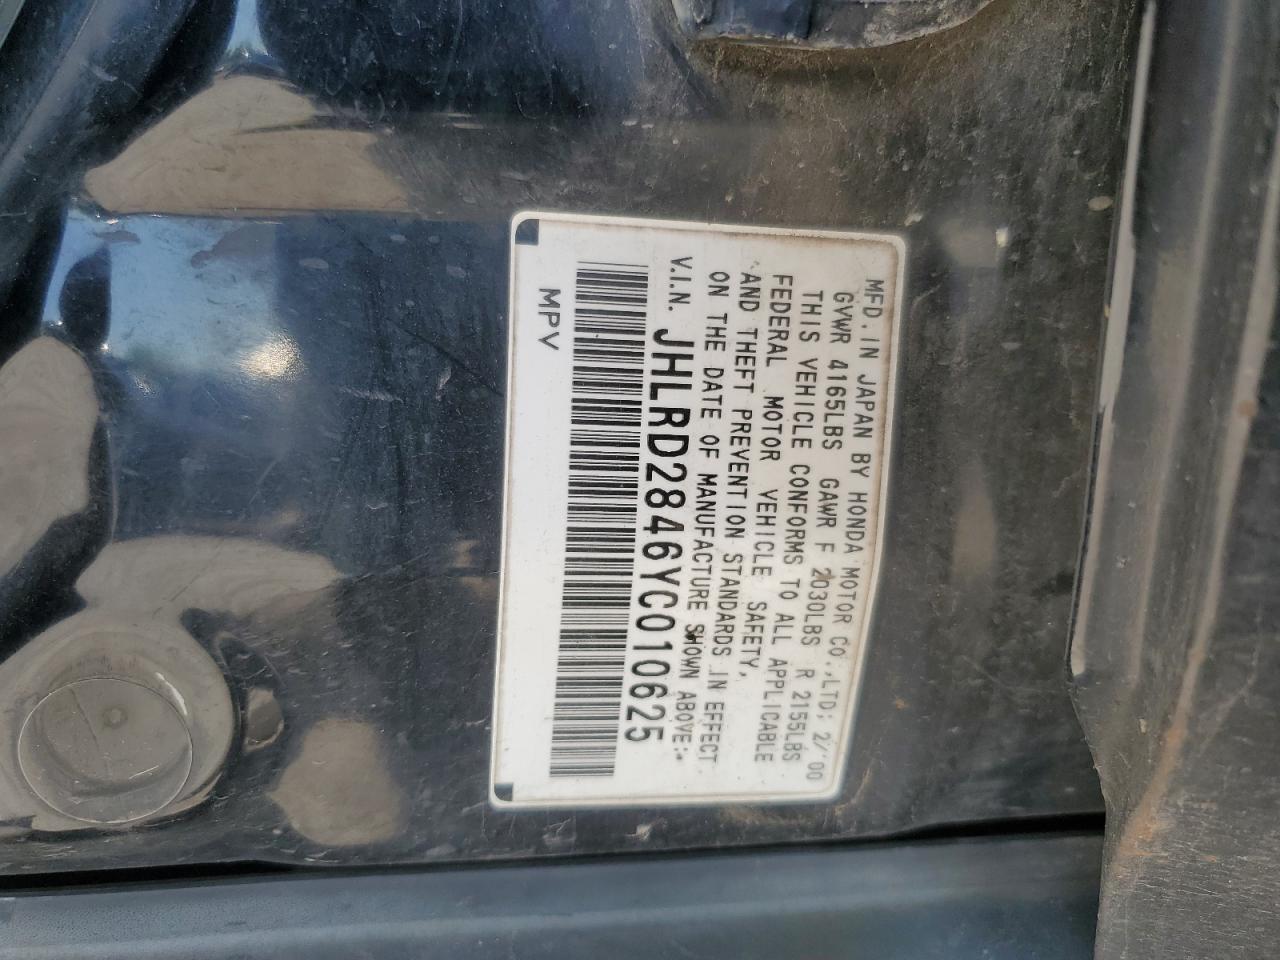 MFD. IN JAPAN BY HONDA MOTOR CO.,LTD; 2/'00
GVWR 4165LBS GAWR F 2030LBS R 2155LBS
THIS VEHICLE CONFORMS TO ALL APPLICABLE
FEDERAL MOTOR VEHICLE SAFETY,
AND THEFT PREVENTION STANDARDS IN EFFECT
ON THE DATE OF MANUFACTURE SHOWN ABOVE:
V.I.N. JHLRD2846YC010625
MPV